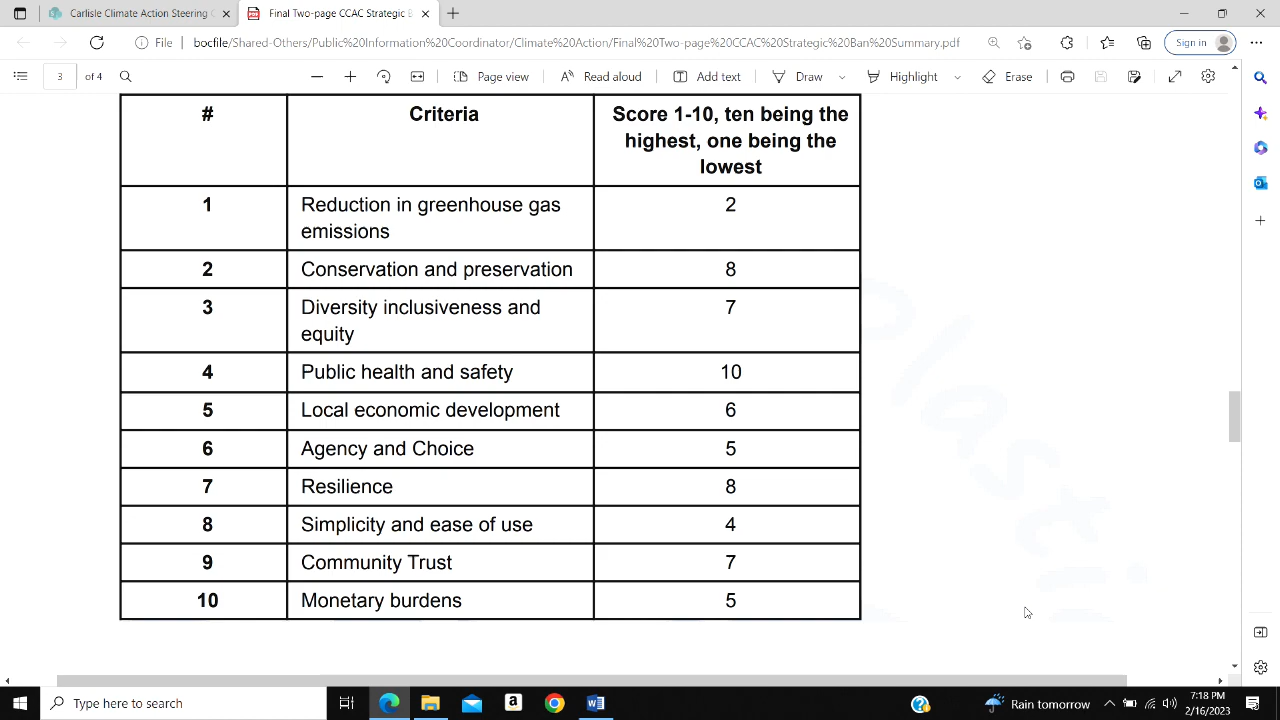 Carlisle Climate Action Steering C
Final Two-page CCAC Strategic B
File
bocfile/Shared-Others/Public%20Information%20Coordinator/Climate%20Action/Final%20Two-page%20CCAC%20Strategic%20Ban%20Summary.pdf
Sign in
3 of 4
Page view
Read aloud
Add text
Draw
Highlight
Erase
# Criteria Score 1-10, ten being the
highest, one being the
lowest
1 Reduction in greenhouse gas 2
emissions
2 Conservation and preservation 8
3 Diversity inclusiveness and 7
equity
4 Public health and safety 10
5 Local economic development 6
6 Agency and Choice 5
7 Resilience 8
8 Simplicity and ease of use 4
9 Community Trust 7
10 Monetary burdens 5
Type here to search
Rain tomorrow
7:18 PM
2/16/2023